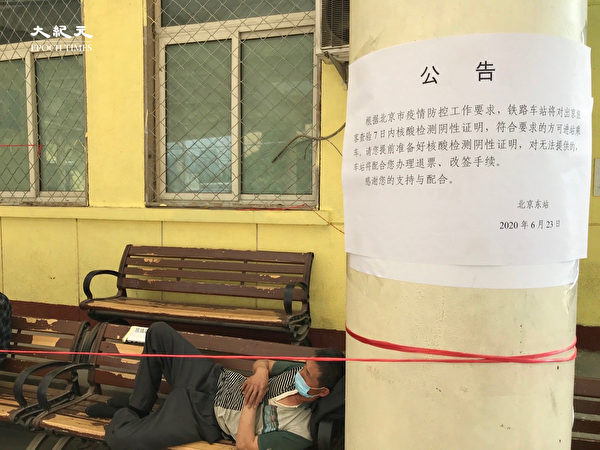 大紀元
EPOCH TIMES
公 告
根据北京市疫情防控工作要求，铁路车站将对出京旅
客查验7日内核酸检测阴性证明，符合要求的方可进站乘
车。请您提前准备好核酸检测阴性证明，对无法提供的，
车站将配合您办理退票、改签手续。
感谢您的支持与配合。
北京东站
2020 年 6 月 23 日